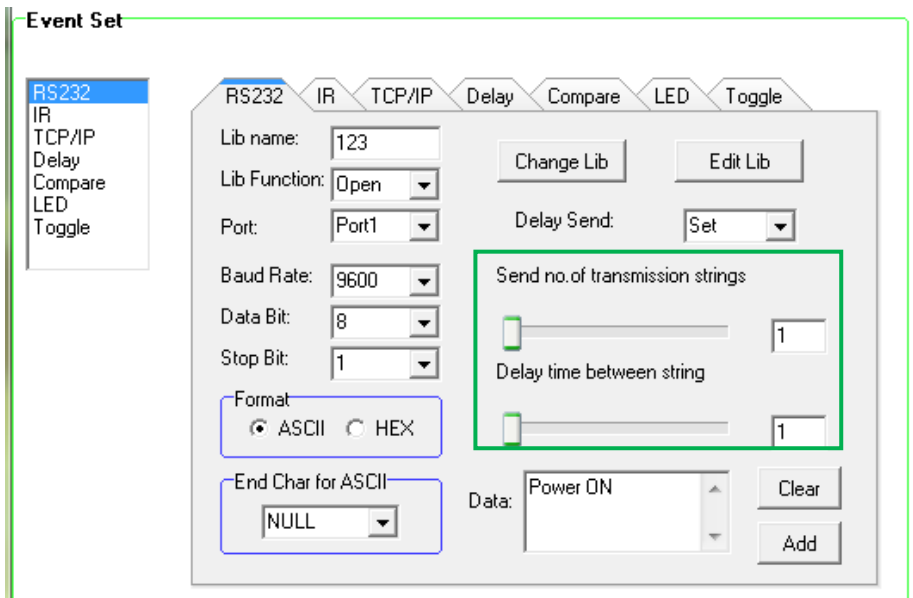 Event Set
RS232
IR
TCP/IP
Delay
Compare
LED
Toggle
RS232 IR TCP/IP Delay Compare LED Toggle
Lib name: 123
Change Lib Edit Lib
Lib Function: Open
Port: Port1
Delay Send: Set
Baud Rate: 9600
Data Bit: 8
Stop Bit: 1
Send no.of transmission strings
1
Delay time between string
1
Format
ASCII HEX
End Char for ASCII
NULL
Data: Power ON
Clear
Add